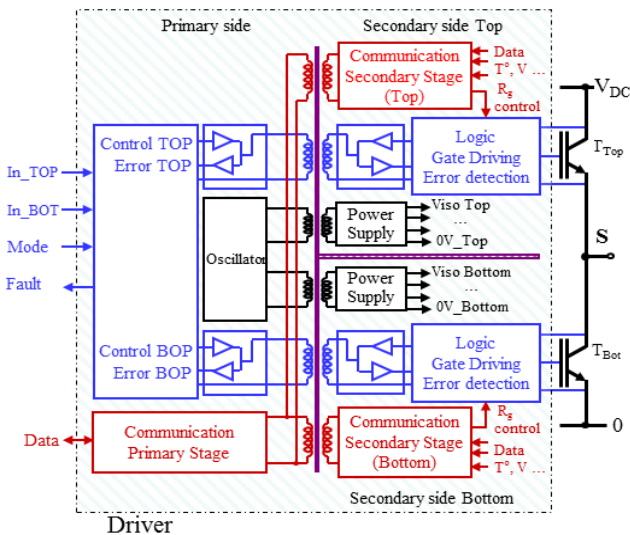 Primary side
Secondary side Top
Communication
Secondary Stage
(Top)
Data
T°, V ...
Rg
control
VDC
Control TOP
Error TOP
Logic
Gate Driving
Error detection
TTop
In_TOP
In_BOT
Mode
Fault
Oscillator
Power
Supply
Viso Top
...
0V_Top
S
Power
Supply
Viso Bottom
...
0V_Bottom
Control BOP
Error BOP
Logic
Gate Driving
Error detection
TBot
Data
Communication
Primary Stage
Communication
Secondary Stage
(Bottom)
Rg
control
Data
T°, V ...
0
Secondary side Bottom
Driver